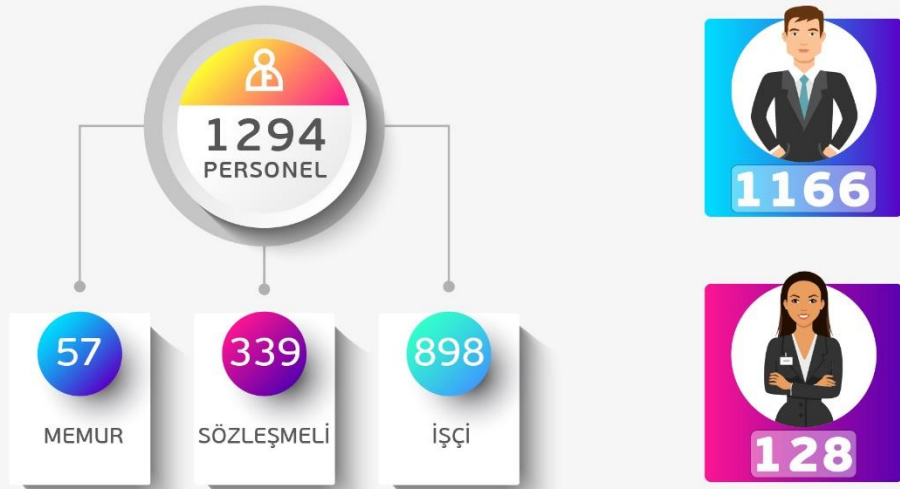 1294
PERSONEL
1166
57
339
898
MEMUR
SÖZLEŞMELİ
İŞÇİ
128